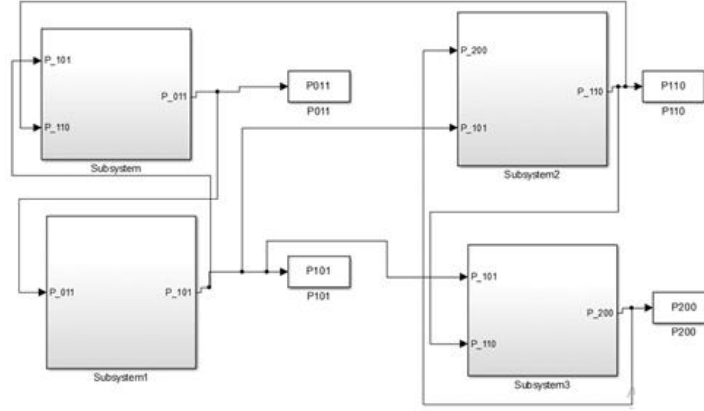 P_101
P_011
P_110
Subsystem
P011
P011
P_200
P_110
P_101
Subsystem2
P110
P110
P_011
P_101
Subsystem1
P101
P101
P_101
P_200
P_110
Subsystem3
P200
P200